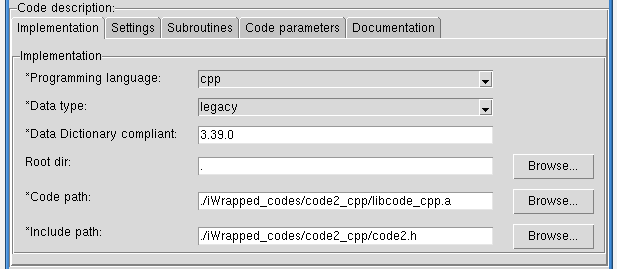 Code description:
Implementation Settings Subroutines Code parameters Documentation
Implementation
*Programming language: cpp
*Data type: legacy
*Data Dictionary compliant: 3.39.0
Root dir: . Browse...
*Code path: ./iWrapped_codes/code2_cpp/libcode_cpp.a Browse...
*Include path: ./iWrapped_codes/code2_cpp/code2.h Browse...